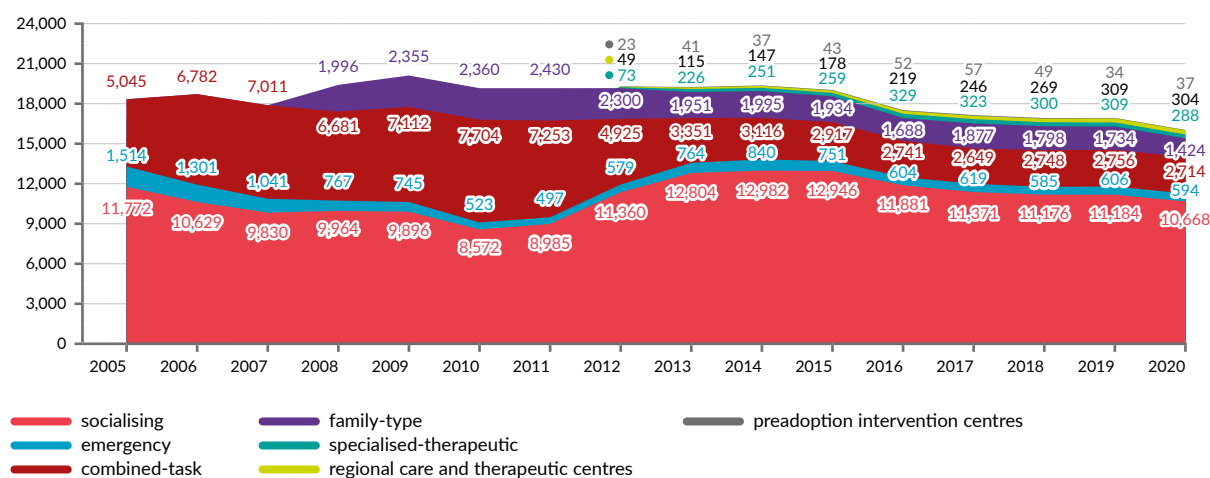 24,000
21,000
18,000
15,000
12,000
9,000
6,000
3,000
0
23 41 37 43 52 57 49 34 37
49 115 147 178 219 246 269 309 304
73 226 251 259 329 323 300 309 288
5,045 6,782 7,011 1,996 2,355 2,360 2,430 2,300 1,951 1,995 1,934 1,688 1,877 1,798 1,734 1,424
6,681 7,112 7,704 7,253 4,925 3,351 3,116 2,917 2,741 2,649 2,748 2,756 2,714
1,514 1,301 1,041 767 745 523 497 579 764 840 751 604 619 585 606 594
11,772 10,629 9,830 9,964 9,896 8,572 8,985 11,360 12,804 12,982 12,946 11,881 11,371 11,176 11,184 10,668
2005 2006 2007 2008 2009 2010 2011 2012 2013 2014 2015 2016 2017 2018 2019 2020
socialising family-type preadoption intervention centres
emergency specialised-therapeutic
combined-task regional care and therapeutic centres